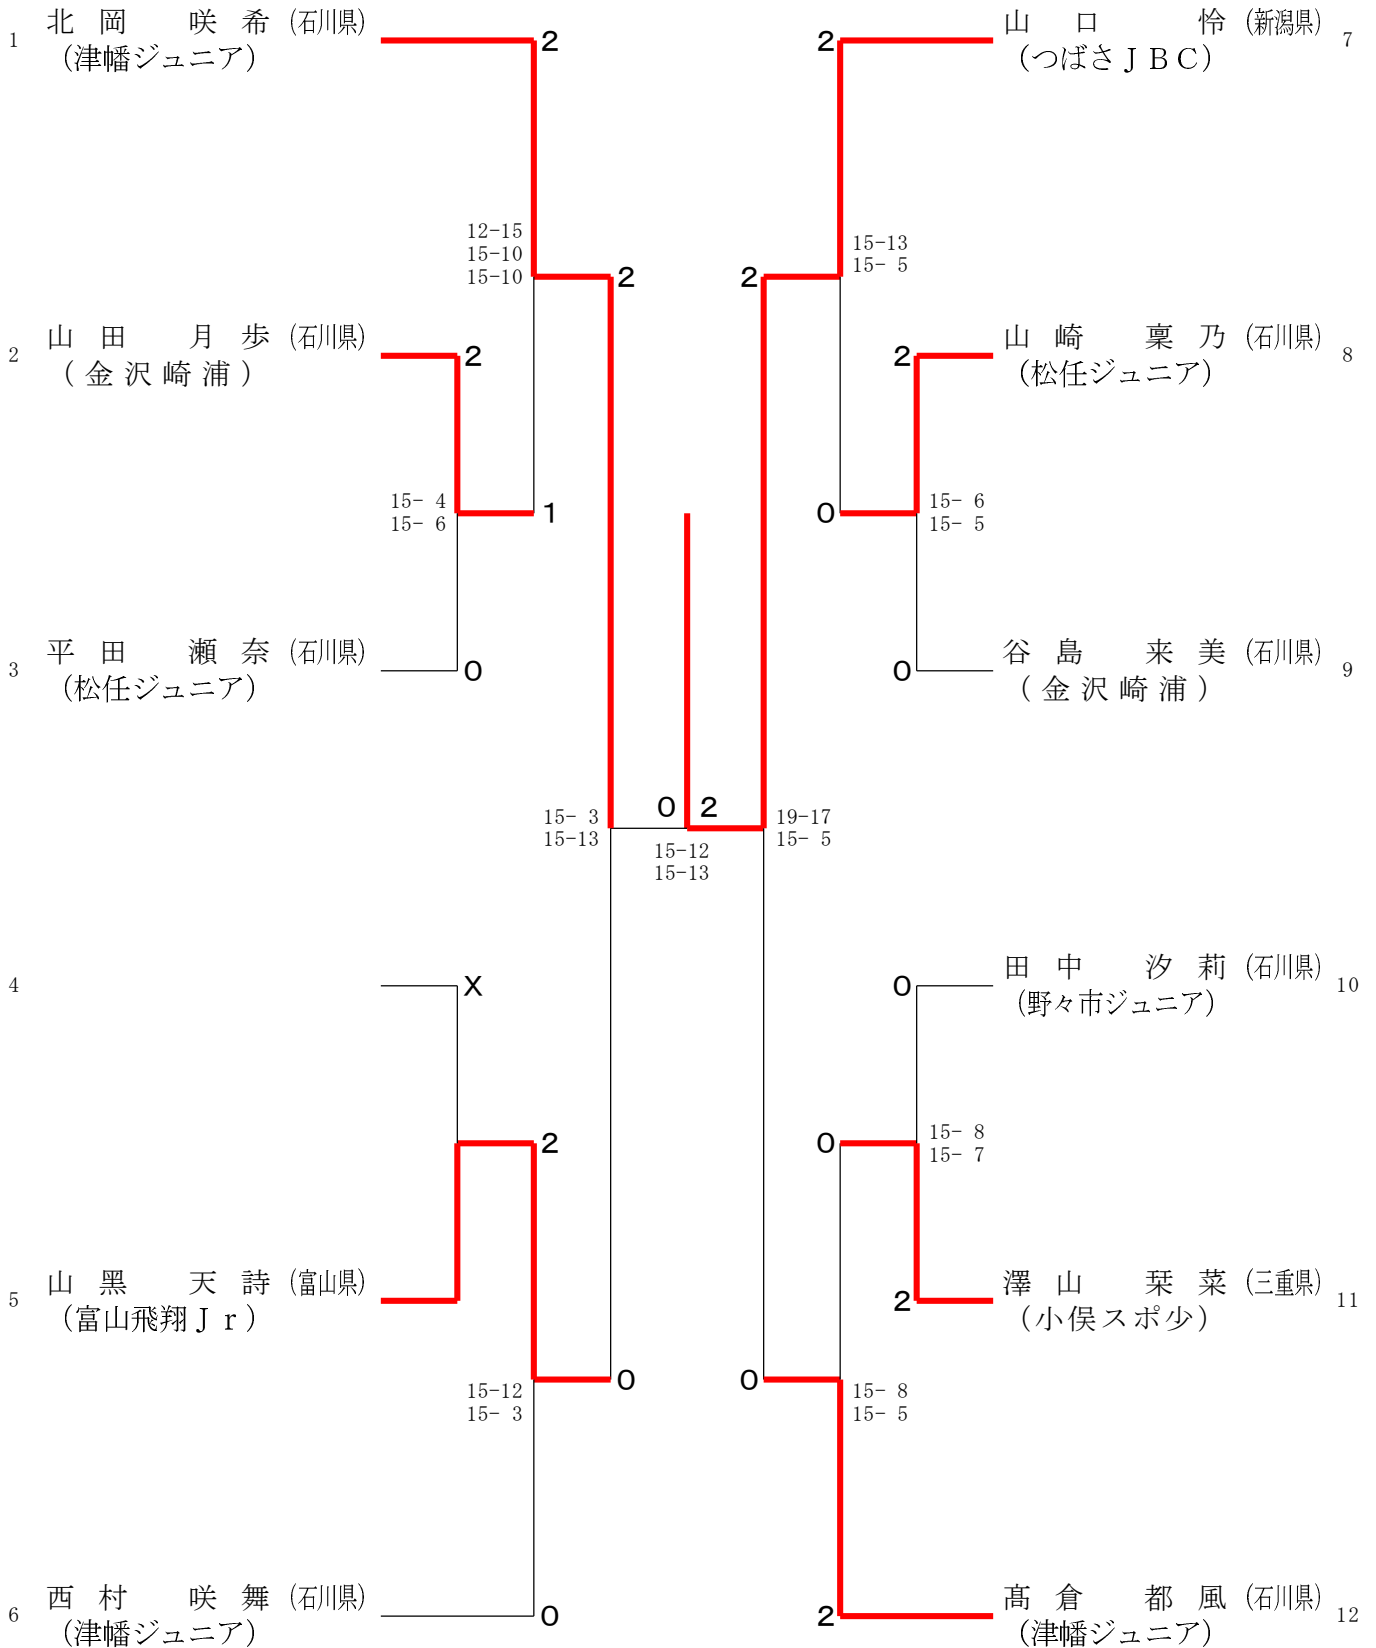 1 北岡 咲希 (石川県)
(津幡ジュニア)
2
12-15
15-10
15-10
2
2 山田 月歩 (石川県)
(金沢崎浦)
2
15- 4
15- 6
1
3 平田 瀬奈 (石川県)
(松任ジュニア)
0
15- 3
15-13
4
X
2
5 山黒 天詩 (富山県)
(富山飛翔Jr)
15-12
15- 3
0
6 西村 咲舞 (石川県)
(津幡ジュニア)
0
0 2
15-12
15-13
2
山口 怜 (新潟県) 7
(つばさJBC)
15-13
15- 5
2
2
山崎 稟乃 (石川県) 8
(松任ジュニア)
0
15- 6
15- 5
0
谷島 来美 (石川県) 9
(金沢崎浦)
19-17
15- 5
0
田中 汐莉 (石川県) 10
(野々市ジュニア)
0
15- 8
15- 7
2
澤山 栞菜 (三重県) 11
(小俣スポ少)
0
15- 8
15- 5
2
髙倉 都風 (石川県) 12
(津幡ジュニア)